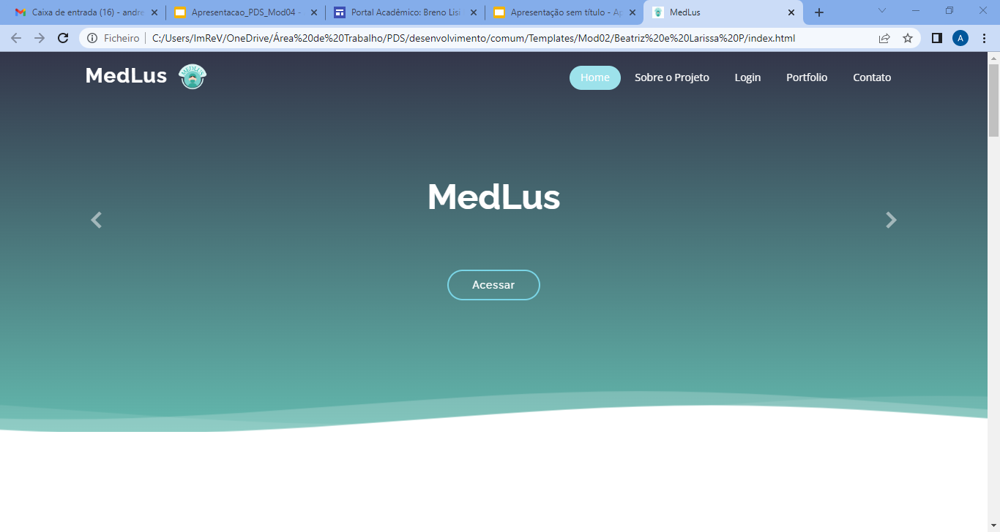 Caixa de entrada (16) - andre
Apresentacao_PDS_Mod04 -
Portal Acadêmico: Breno Lisi
Apresentação sem título - Ap
MedLus
Ficheiro
C:/Users/ImReV/OneDrive/Área%20de%20Trabalho/PDS/desenvolvimento/comum/Templates/Mod02/Beatriz%20e%20Larissa%20P/index.html
A
MedLus
MEDLUS
Home
Sobre o Projeto
Login
Portfolio
Contato
MedLus
Acessar